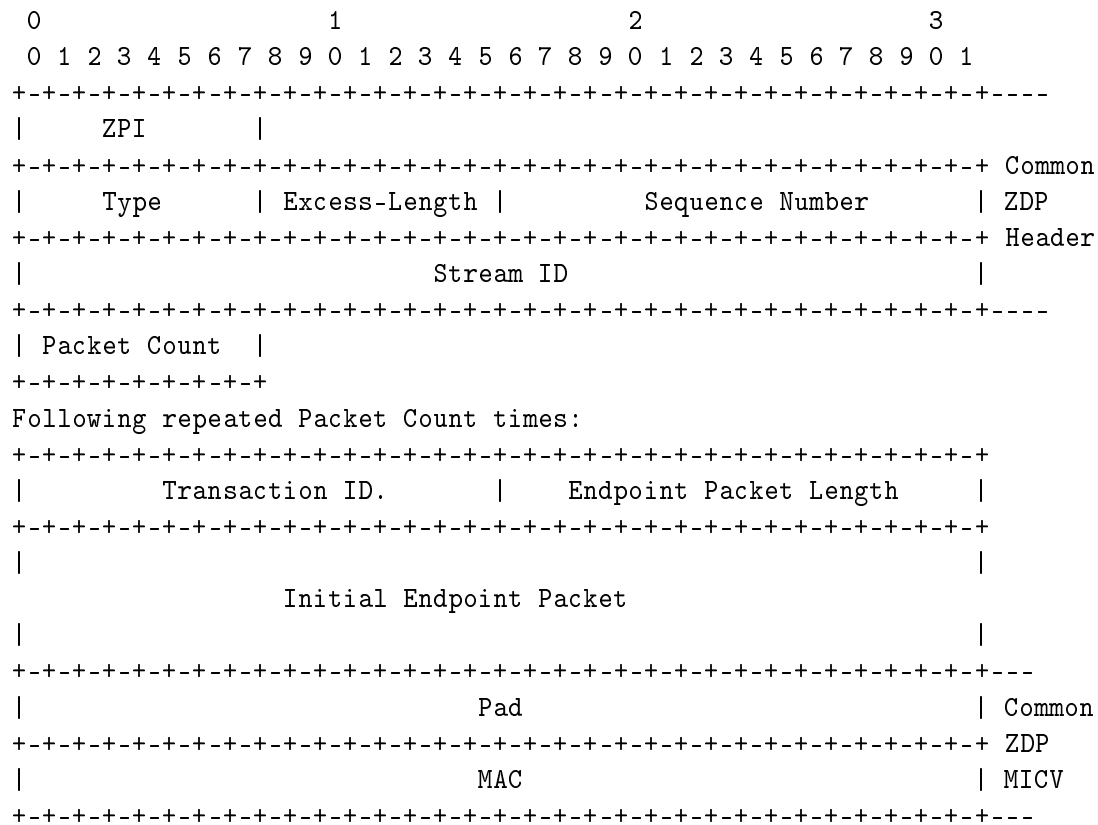 0                   1                   2                   3
 0 1 2 3 4 5 6 7 8 9 0 1 2 3 4 5 6 7 8 9 0 1 2 3 4 5 6 7 8 9 0 1
+-+-+-+-+-+-+-+-+-+-+-+-+-+-+-+-+-+-+-+-+-+-+-+-+-+-+-+-+-+-+-+-+----
|     ZPI       |
+-+-+-+-+-+-+-+-+-+-+-+-+-+-+-+-+-+-+-+-+-+-+-+-+-+-+-+-+-+-+-+-+ Common
|     Type      | Excess-Length |         Sequence Number       | ZDP
+-+-+-+-+-+-+-+-+-+-+-+-+-+-+-+-+-+-+-+-+-+-+-+-+-+-+-+-+-+-+-+-+ Header
|                           Stream ID                           |
+-+-+-+-+-+-+-+-+-+-+-+-+-+-+-+-+-+-+-+-+-+-+-+-+-+-+-+-+-+-+-+-+----
| Packet Count  |
+-+-+-+-+-+-+-+-+
Following repeated Packet Count times:
+-+-+-+-+-+-+-+-+-+-+-+-+-+-+-+-+-+-+-+-+-+-+-+-+-+-+-+-+-+-+-+-+
|         Transaction ID.       |    Endpoint Packet Length     |
+-+-+-+-+-+-+-+-+-+-+-+-+-+-+-+-+-+-+-+-+-+-+-+-+-+-+-+-+-+-+-+-+
|                                                               |
                  Initial Endpoint Packet
|                                                               |
+-+-+-+-+-+-+-+-+-+-+-+-+-+-+-+-+-+-+-+-+-+-+-+-+-+-+-+-+-+-+-+-+---
|                              Pad                              | Common
+-+-+-+-+-+-+-+-+-+-+-+-+-+-+-+-+-+-+-+-+-+-+-+-+-+-+-+-+-+-+-+-+ ZDP
|                              MAC                              | MICV
+-+-+-+-+-+-+-+-+-+-+-+-+-+-+-+-+-+-+-+-+-+-+-+-+-+-+-+-+-+-+-+-+---